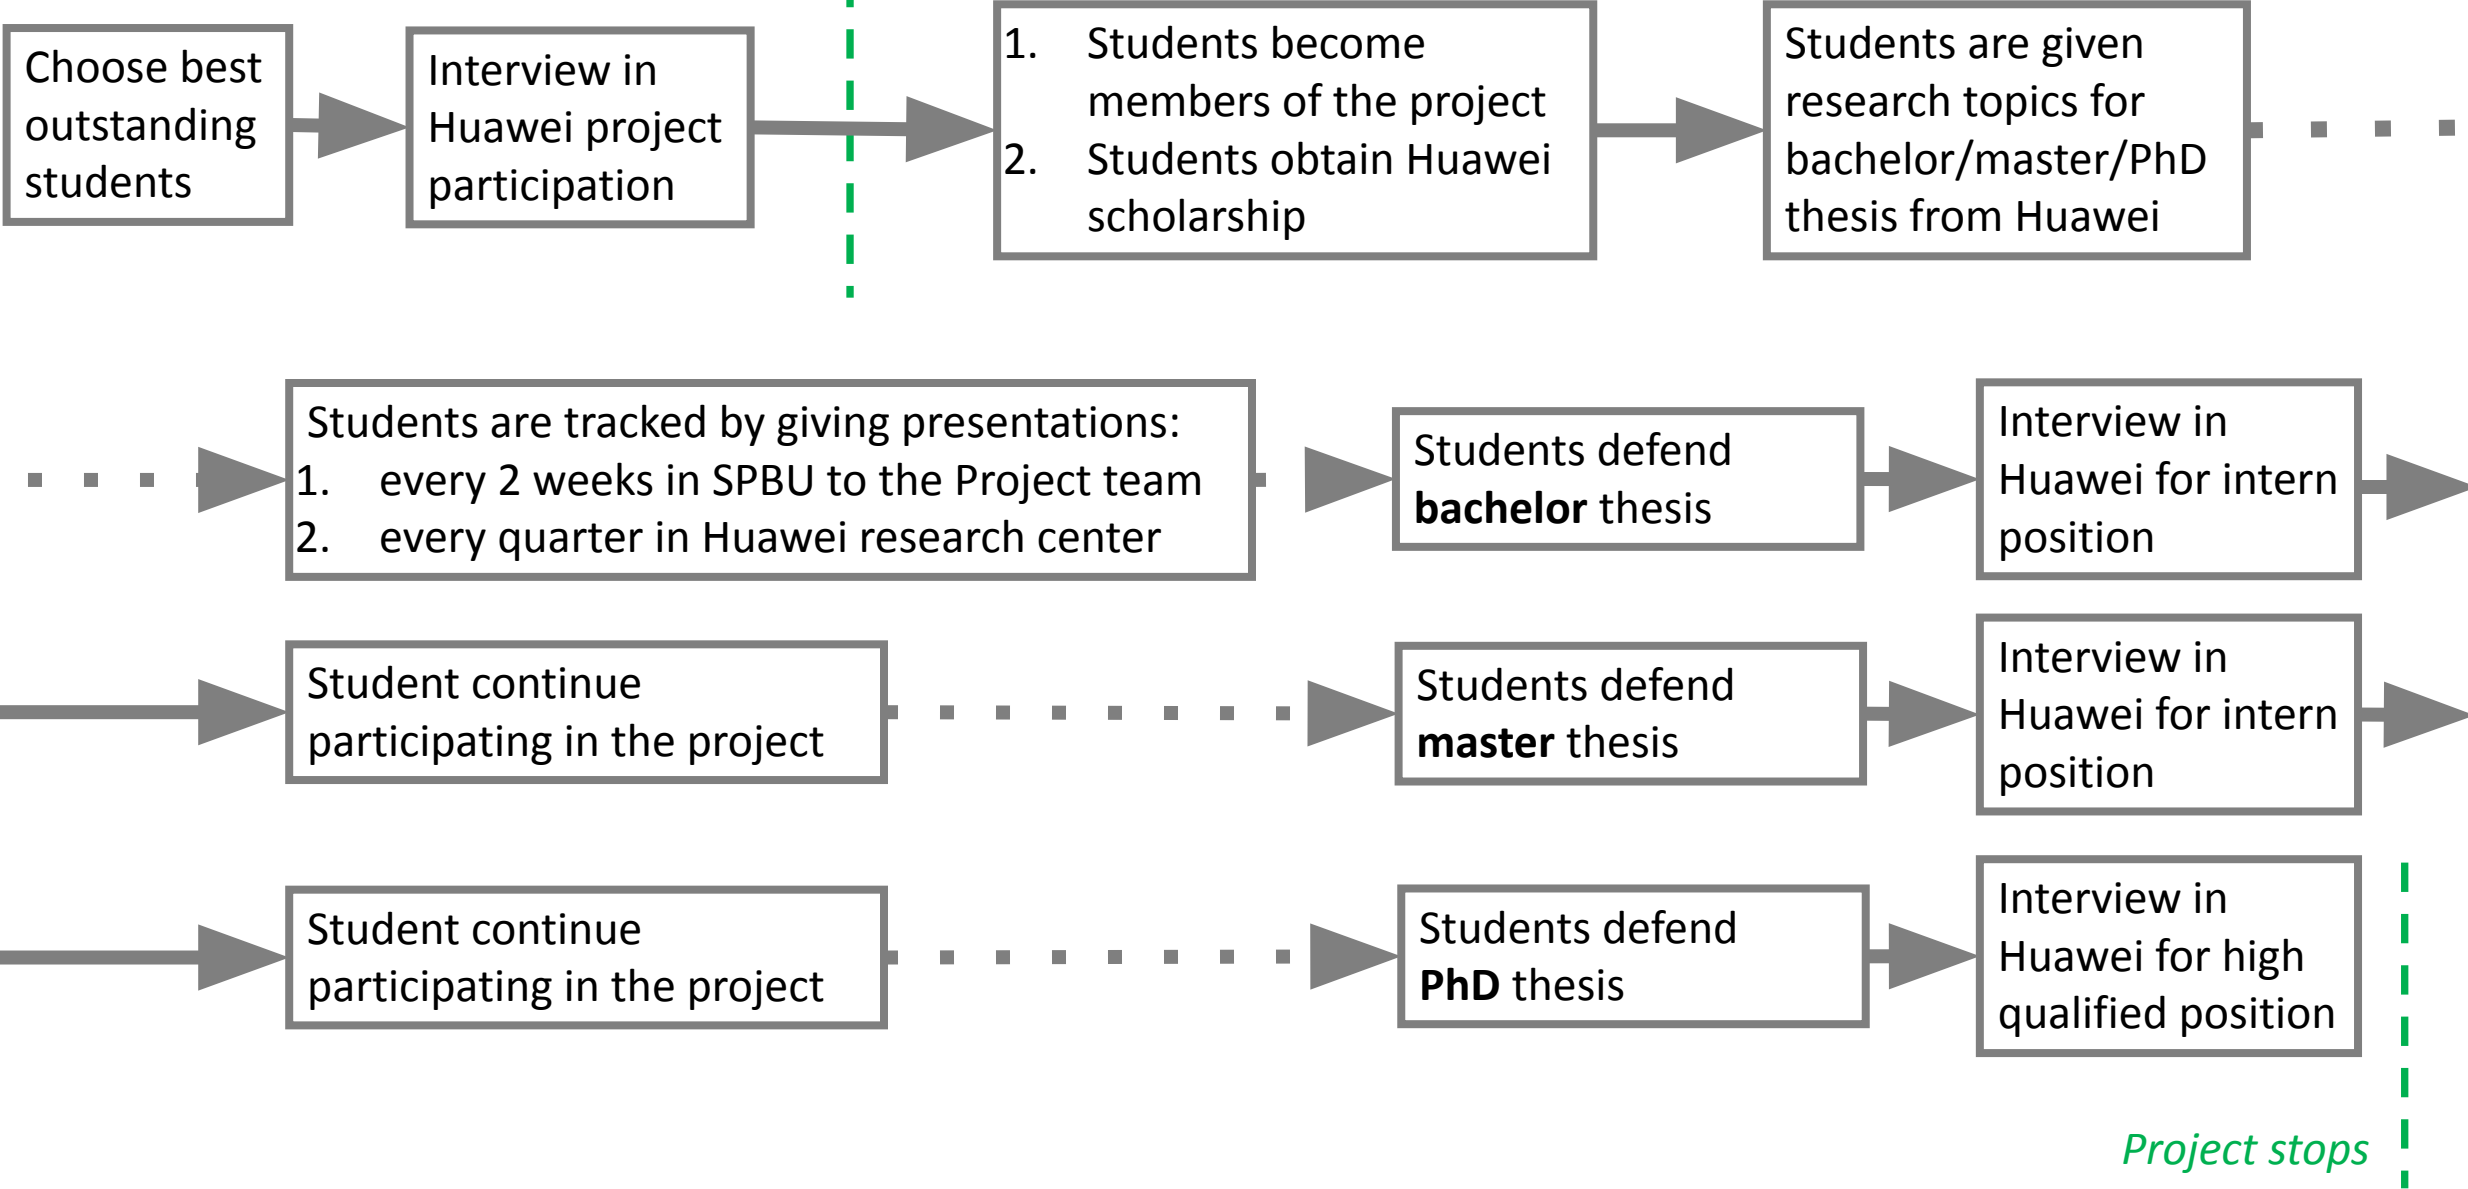 Choose best
outstanding
students
Interview in
Huawei project
participation
1. Students become
members of the project
2. Students obtain Huawei
scholarship
Students are given
research topics for
bachelor/master/PhD
thesis from Huawei
Students are tracked by giving presentations:
1. every 2 weeks in SPBU to the Project team
2. every quarter in Huawei research center
Students defend
bachelor thesis
Interview in
Huawei for intern
position
Student continue
participating in the project
Students defend
master thesis
Interview in
Huawei for intern
position
Student continue
participating in the project
Students defend
PhD thesis
Interview in
Huawei for high
qualified position
Project stops